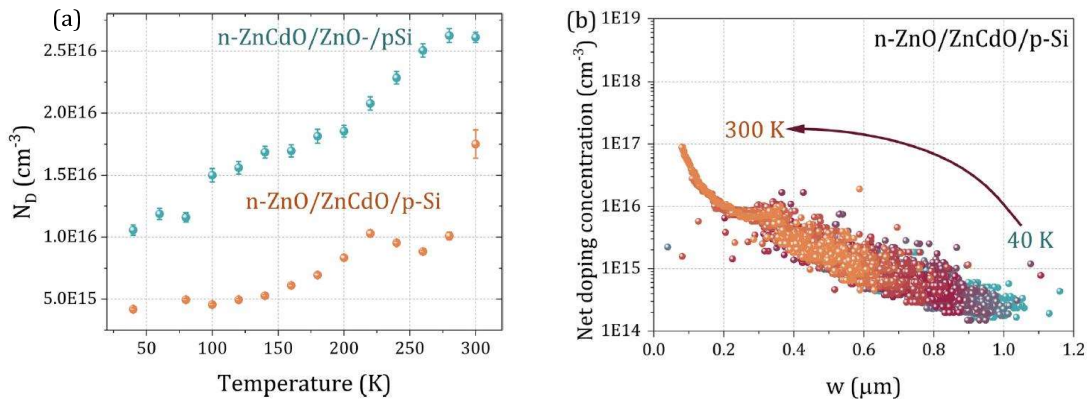 (a)
n-ZnCdO/ZnO-/pSi
n-ZnO/ZnCdO/p-Si
2.5E16
2.0E16
1.5E16
1.0E16
5.0E15
N_D (cm⁻³)
50 100 150 200 250 300
Temperature (K)
(b)
n-ZnO/ZnCdO/p-Si
300 K
40 K
1E19
1E18
1E17
1E16
1E15
1E14
Net doping concentration (cm⁻³)
0.0 0.2 0.4 0.6 0.8 1.0 1.2
w (μm)